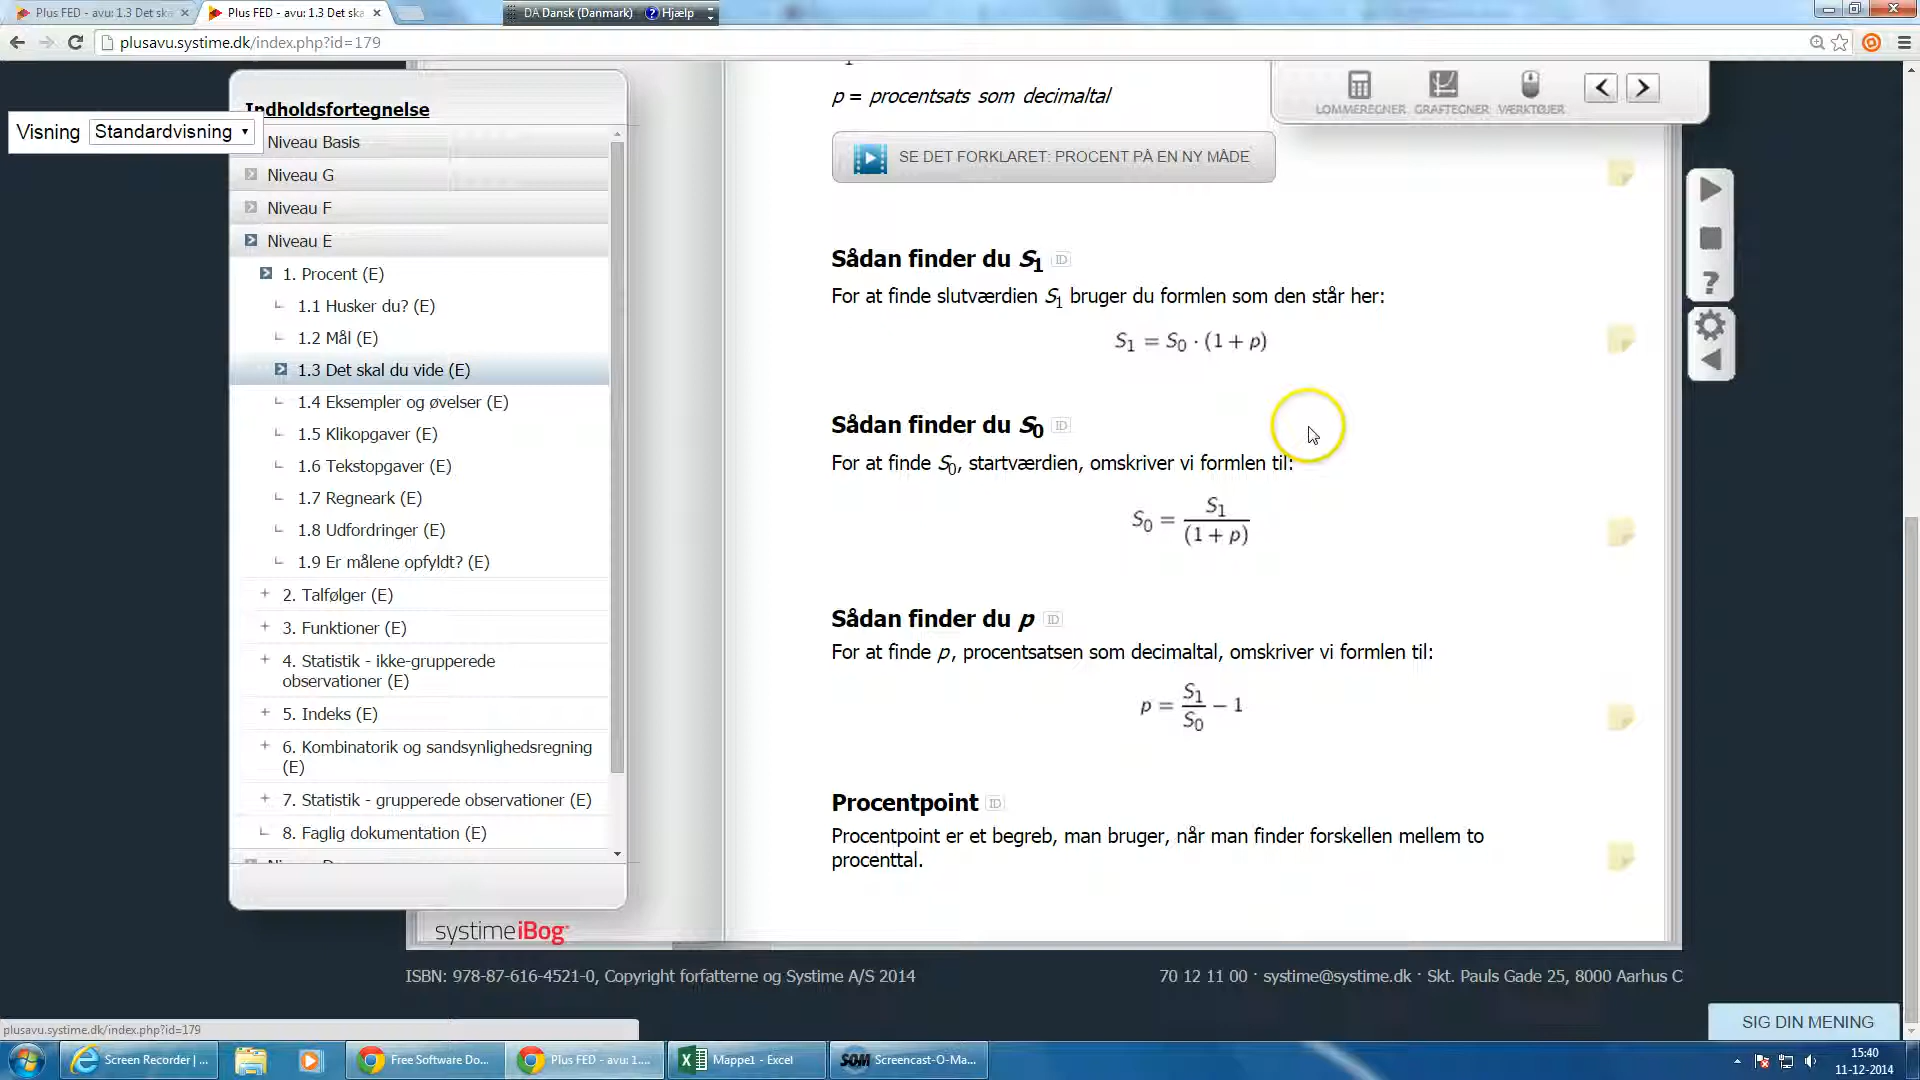 Plus FED - avu: 1.3 Det ska
Plus FED - avu: 1.3 Det ska
DA Dansk (Danmark)
Hjælp
plusavu.systime.dk/index.php?id=179
Indholdsfortegnelse
Visning
Standardvisning
Niveau Basis
Niveau G
Niveau F
Niveau E
1. Procent (E)
1.1 Husker du? (E)
1.2 Mål (E)
1.3 Det skal du vide (E)
1.4 Eksempler og øvelser (E)
1.5 Klikopgaver (E)
1.6 Tekstopgaver (E)
1.7 Regneark (E)
1.8 Udfordringer (E)
1.9 Er målene opfyldt? (E)
2. Talfølger (E)
3. Funktioner (E)
4. Statistik - ikke-grupperede
observationer (E)
5. Indeks (E)
6. Kombinatorik og sandsynlighedsregning
(E)
7. Statistik - grupperede observationer (E)
8. Faglig dokumentation (E)
systime iBog
p = procentsats som decimaltal
LOMMEREGNER GRAFTEGNER VÆRKTØJER
SE DET FORKLARET: PROCENT PÅ EN NY MÅDE
Sådan finder du S1 ID
For at finde slutværdien S1 bruger du formlen som den står her:
S1 = S0 · (1 + p)
Sådan finder du S0 ID
For at finde S0, startværdien, omskriver vi formlen til:
S0 = S1 / (1 + p)
Sådan finder du p ID
For at finde p, procentsatsen som decimaltal, omskriver vi formlen til:
p = S1 / S0 − 1
Procentpoint ID
Procentpoint er et begreb, man bruger, når man finder forskellen mellem to
procenttal.
ISBN: 978-87-616-4521-0, Copyright forfatterne og Systime A/S 2014
70 12 11 00 · systime@systime.dk · Skt. Pauls Gade 25, 8000 Aarhus C
SIG DIN MENING
plusavu.systime.dk/index.php?id=179
Screen Recorder | ...
Free Software Do...
Plus FED - avu: 1....
Mappe1 - Excel
SOM
Screencast-O-Ma...
15:40
11-12-2014